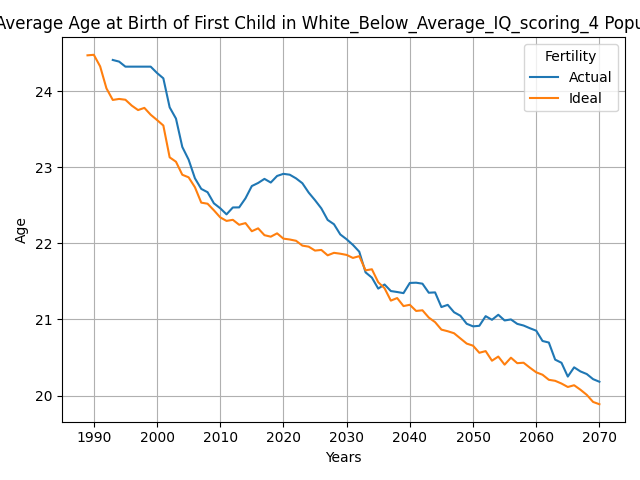 Average Age at Birth of First Child in White_Below_Average_IQ_scoring_4 Popu
Fertility
Actual
Ideal
Age
24
23
22
21
20
1990 2000 2010 2020 2030 2040 2050 2060 2070
Years